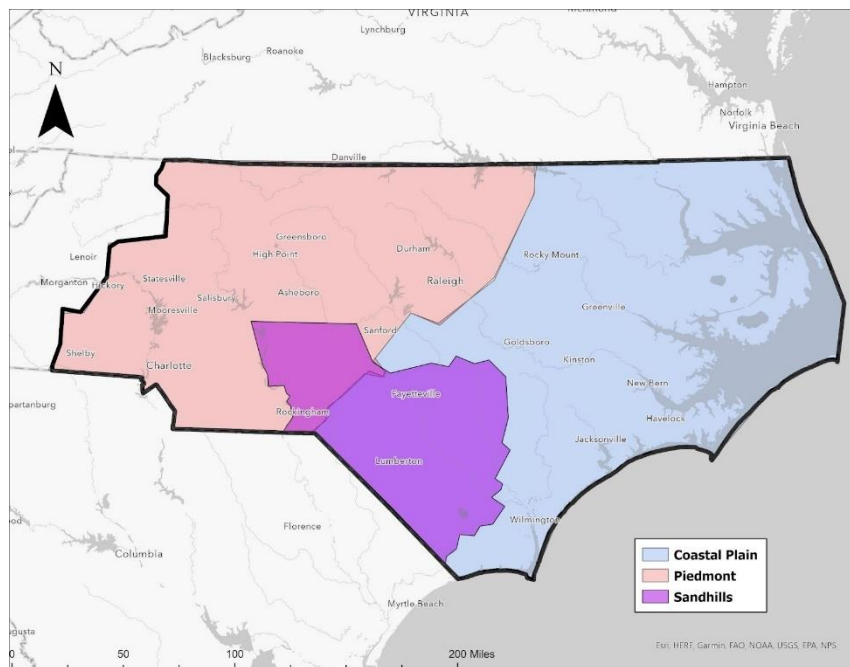 VIRGINIA
Lynchburg
Roanoke
Blacksburg
N
Hampton
Norfolk
Virginia Beach
Danville
Greensboro
High Point
Durham
Rocky Mount
Lenoir
Morganton
Hickory
Statesville
Raleigh
Salisbury
Asheboro
Mooresville
Greenville
Sanford
Goldsboro
Shelby
Charlotte
Kinston
New Bern
Fayetteville
Rockingham
Havelock
Jacksonville
Lumberton
Wilmington
Florence
Columbia
Coastal Plain
Piedmont
Sandhills
Myrtle Beach
Esri, HERE, Garmin, FAO, NOAA, USGS, EPA, NPS
0 50 100 200 Miles